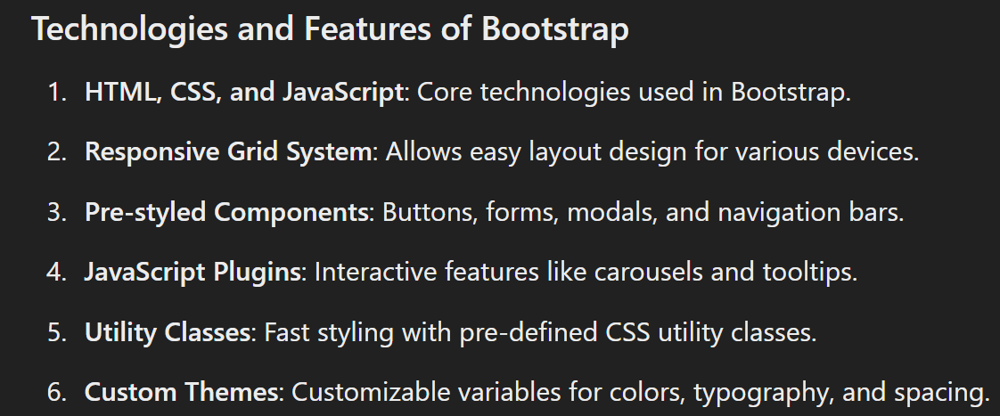 Technologies and Features of Bootstrap
1. HTML, CSS, and JavaScript: Core technologies used in Bootstrap.
2. Responsive Grid System: Allows easy layout design for various devices.
3. Pre-styled Components: Buttons, forms, modals, and navigation bars.
4. JavaScript Plugins: Interactive features like carousels and tooltips.
5. Utility Classes: Fast styling with pre-defined CSS utility classes.
6. Custom Themes: Customizable variables for colors, typography, and spacing.